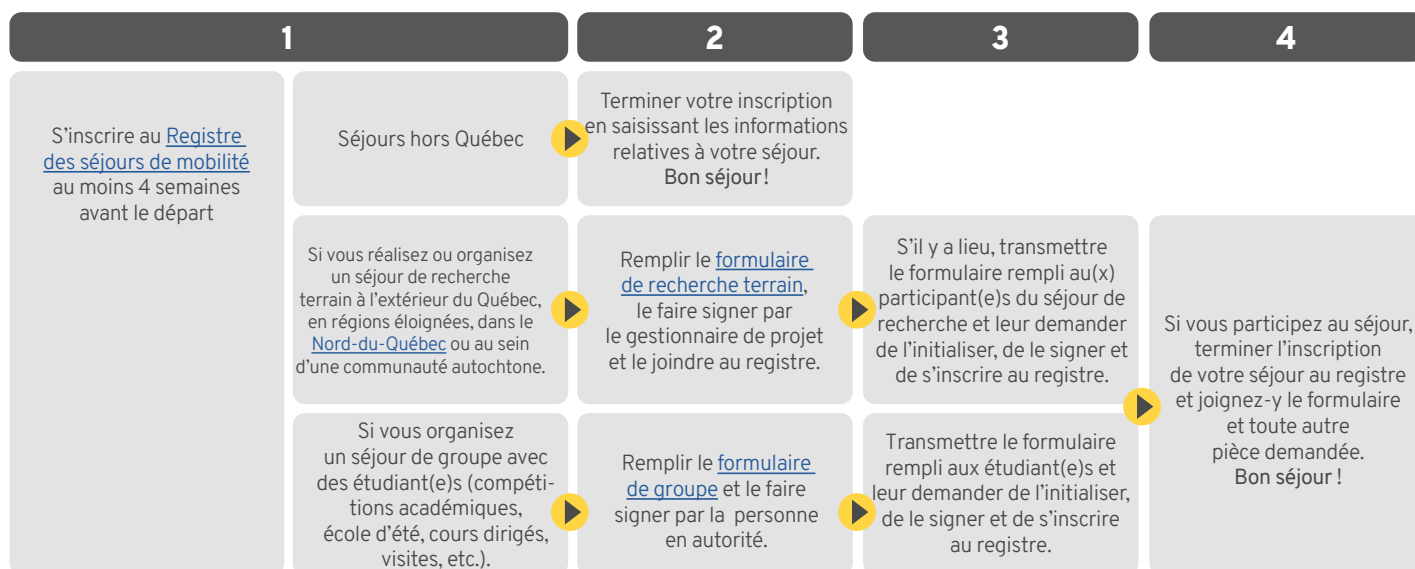 1
2
3
4
S'inscrire au Registre
des séjours de mobilité
au moins 4 semaines
avant le départ
Séjours hors Québec
Terminer votre inscription
en saisissant les informations
relatives à votre séjour.
Bon séjour!
Si vous réalisez ou organisez
un séjour de recherche
terrain à l'extérieur du Québec,
en régions éloignées, dans le
Nord-du-Québec ou au sein
d'une communauté autochtone.
Remplir le formulaire
de recherche terrain,
le faire signer par
le gestionnaire de projet
et le joindre au registre.
S'il y a lieu, transmettre
le formulaire rempli au(x)
participant(e)s du séjour de
recherche et leur demander
de l'initialiser, de le signer et
de s'inscrire au registre.
Si vous organisez
un séjour de groupe avec
des étudiant(e)s (compéti-
tions académiques,
école d'été, cours dirigés,
visites, etc.).
Remplir le formulaire
de groupe et le faire
signer par la personne
en autorité.
Transmettre le formulaire
rempli aux étudiant(e)s et
leur demander de l'initialiser,
de le signer et de s'inscrire
au registre.
Si vous participez au séjour,
terminer l'inscription
de votre séjour au registre
et joignez-y le formulaire
et toute autre
pièce demandée.
Bon séjour !